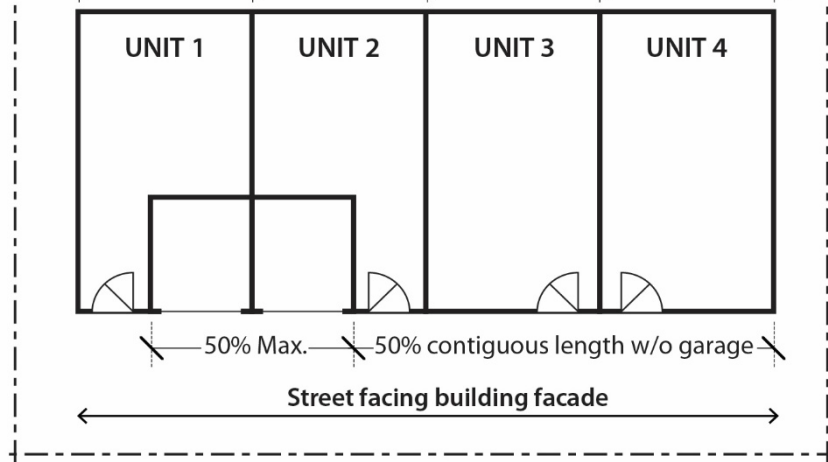 UNIT 1 UNIT 2 UNIT 3 UNIT 4
50% Max. 50% contiguous length w/o garage
Street facing building facade